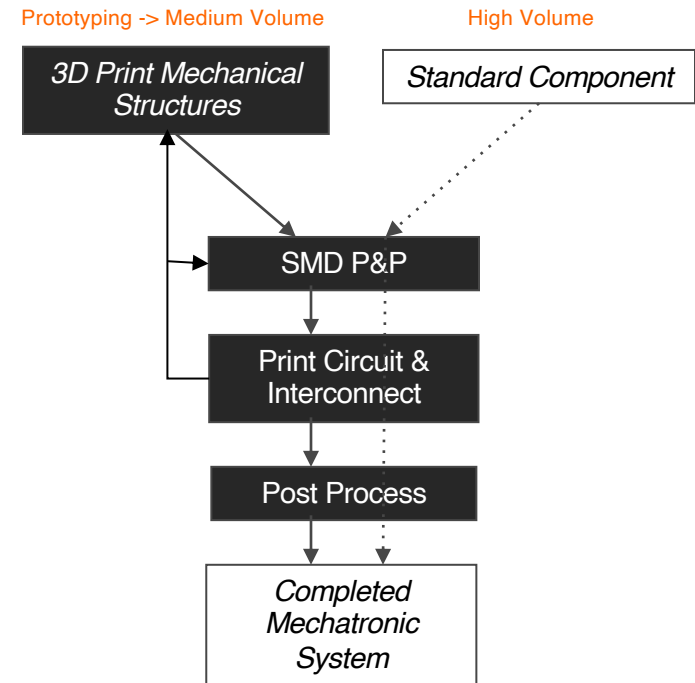 Prototyping -> Medium Volume
High Volume
3D Print Mechanical
Structures
Standard Component
SMD P&P
Print Circuit &
Interconnect
Post Process
Completed
Mechatronic
System